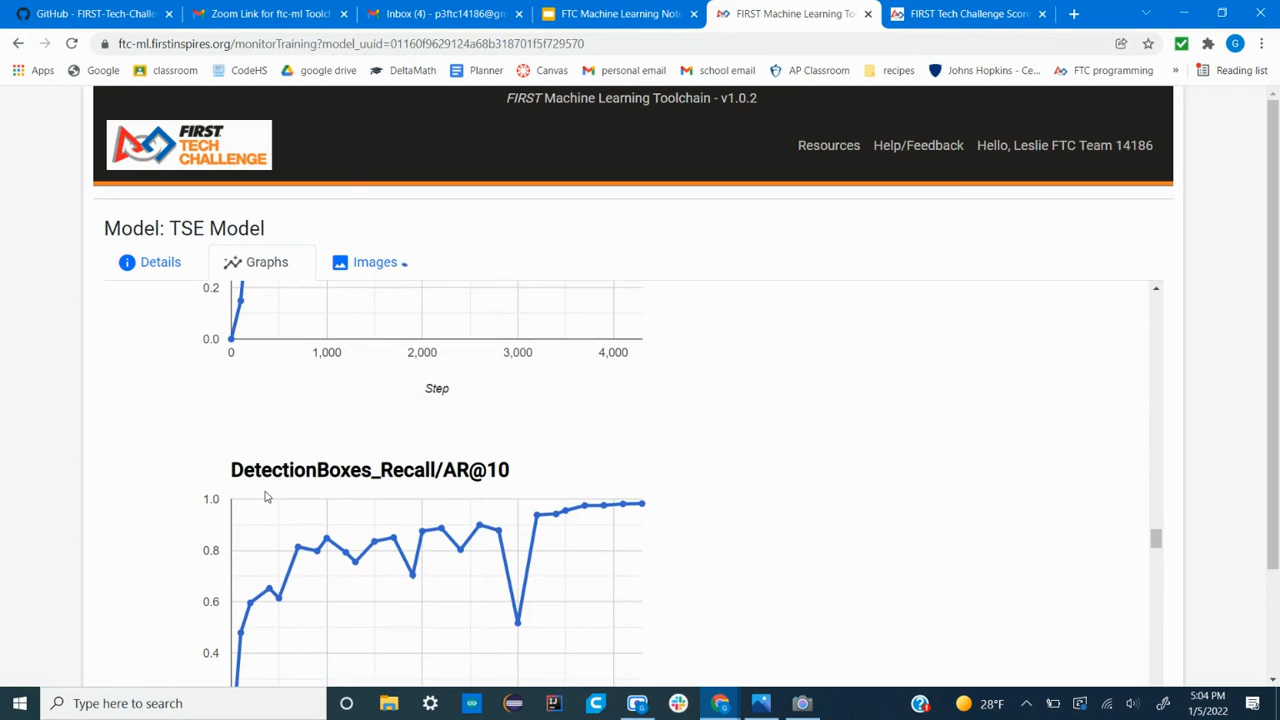 GitHub - FIRST-Tech-Challe
Zoom Link for ftc-ml Toolch
Inbox (4) - p3ftc14186@gm
FTC Machine Learning Note
FIRST Machine Learning Too
FIRST Tech Challenge Scori
ftc-ml.firstinspires.org/monitorTraining?model_uuid=01160f9629124a68b318701f5f729570
G
Apps
Google
classroom
CodeHS
google drive
DeltaMath
Planner
Canvas
personal email
school email
AP Classroom
recipes
Johns Hopkins - Ce...
FTC programming
»
Reading list
FIRST Machine Learning Toolchain - v1.0.2
FIRST
TECH
CHALLENGE
Resources
Help/Feedback
Hello, Leslie FTC Team 14186
Model: TSE Model
Details
Graphs
Images
0.2
0.0
0
1,000
2,000
3,000
4,000
Step
DetectionBoxes_Recall/AR@10
1.0
0.8
0.6
0.4
Type here to search
28°F
5:04 PM
1/5/2022